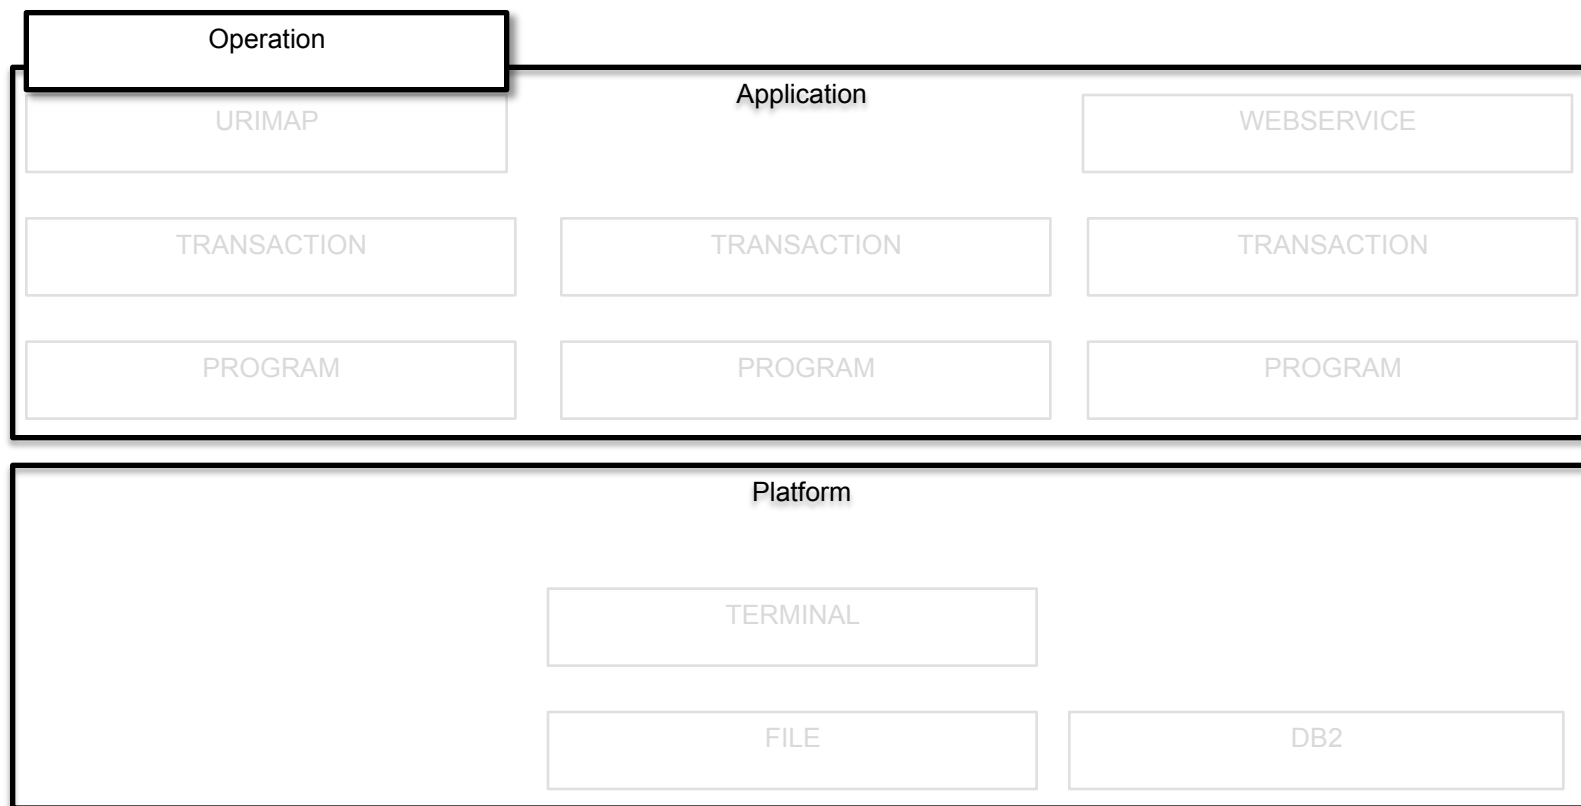 Operation
Application
URIMAP
WEBSERVICE
TRANSACTION
TRANSACTION
TRANSACTION
PROGRAM
PROGRAM
PROGRAM
Platform
TERMINAL
FILE
DB2